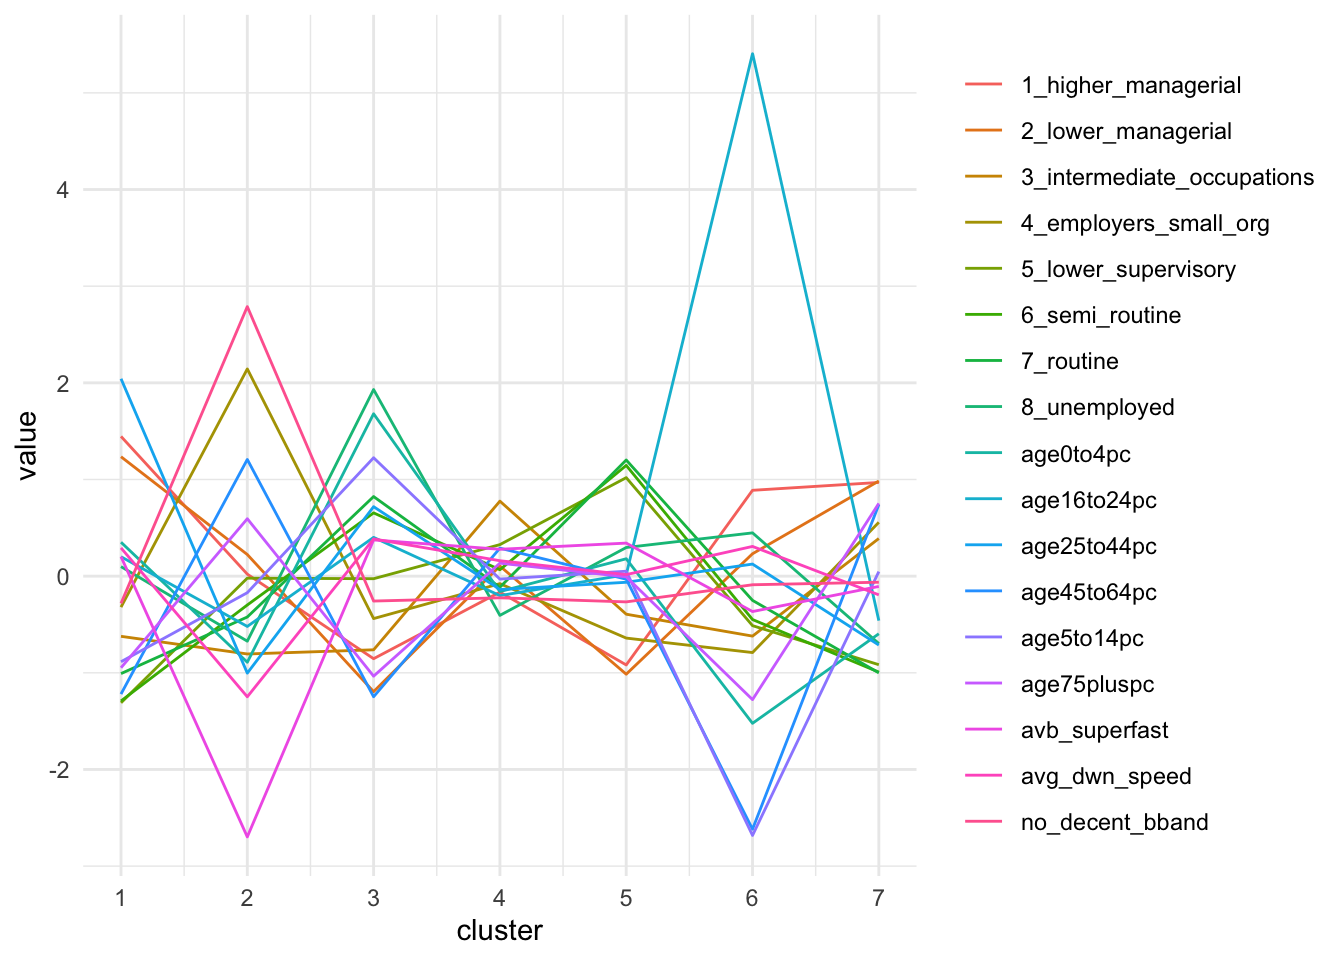 value
4
2
0
-2
1 2 3 4 5 6 7
cluster
1_higher_managerial
2_lower_managerial
3_intermediate_occupations
4_employers_small_org
5_lower_supervisory
6_semi_routine
7_routine
8_unemployed
age0to4pc
age16to24pc
age25to44pc
age45to64pc
age5to14pc
age75pluspc
avb_superfast
avg_dwn_speed
no_decent_bband